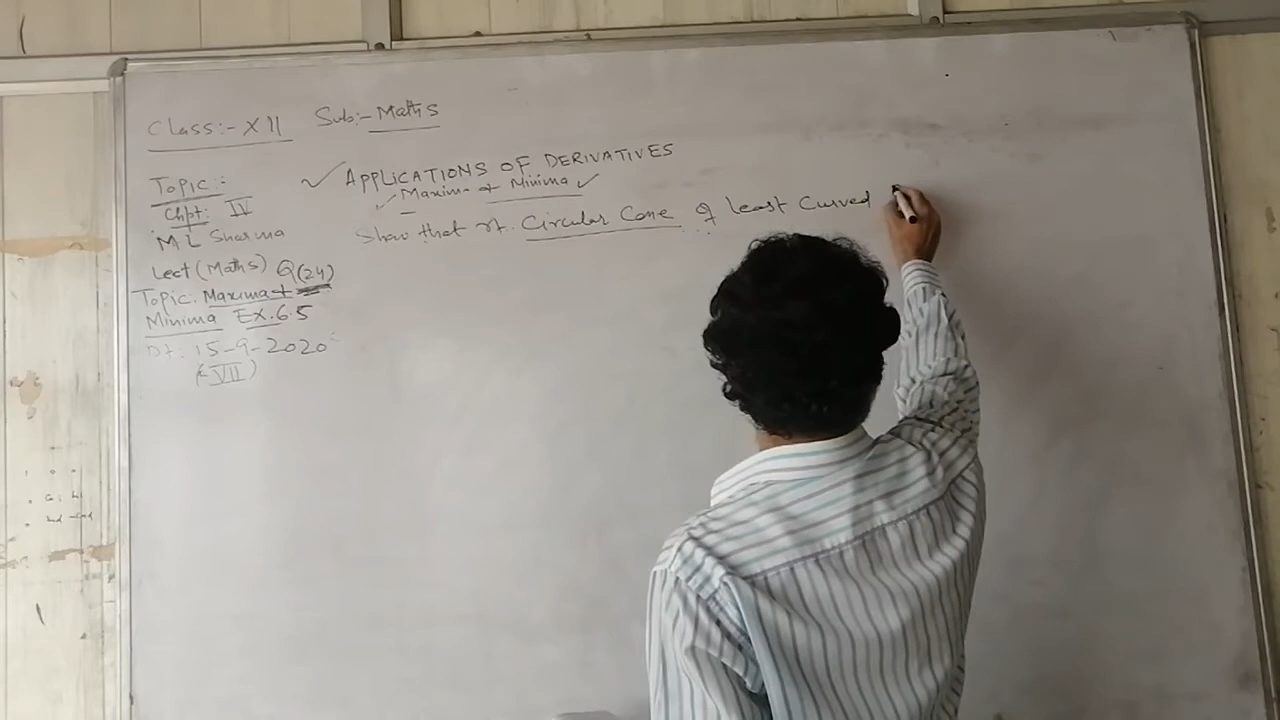 Class:- XII Sub:- Maths
Topic:- ✓ APPLICATIONS OF DERIVATIVES
Chpt: IV ✓ Maxima + Minima ✓
M L Sharma Show that rt. Circular Cone of least Curved
Lect (Maths) Q(24)
Topic. Maxima +
Minima EX.6.5
Dt: 15-9-2020
(VII)